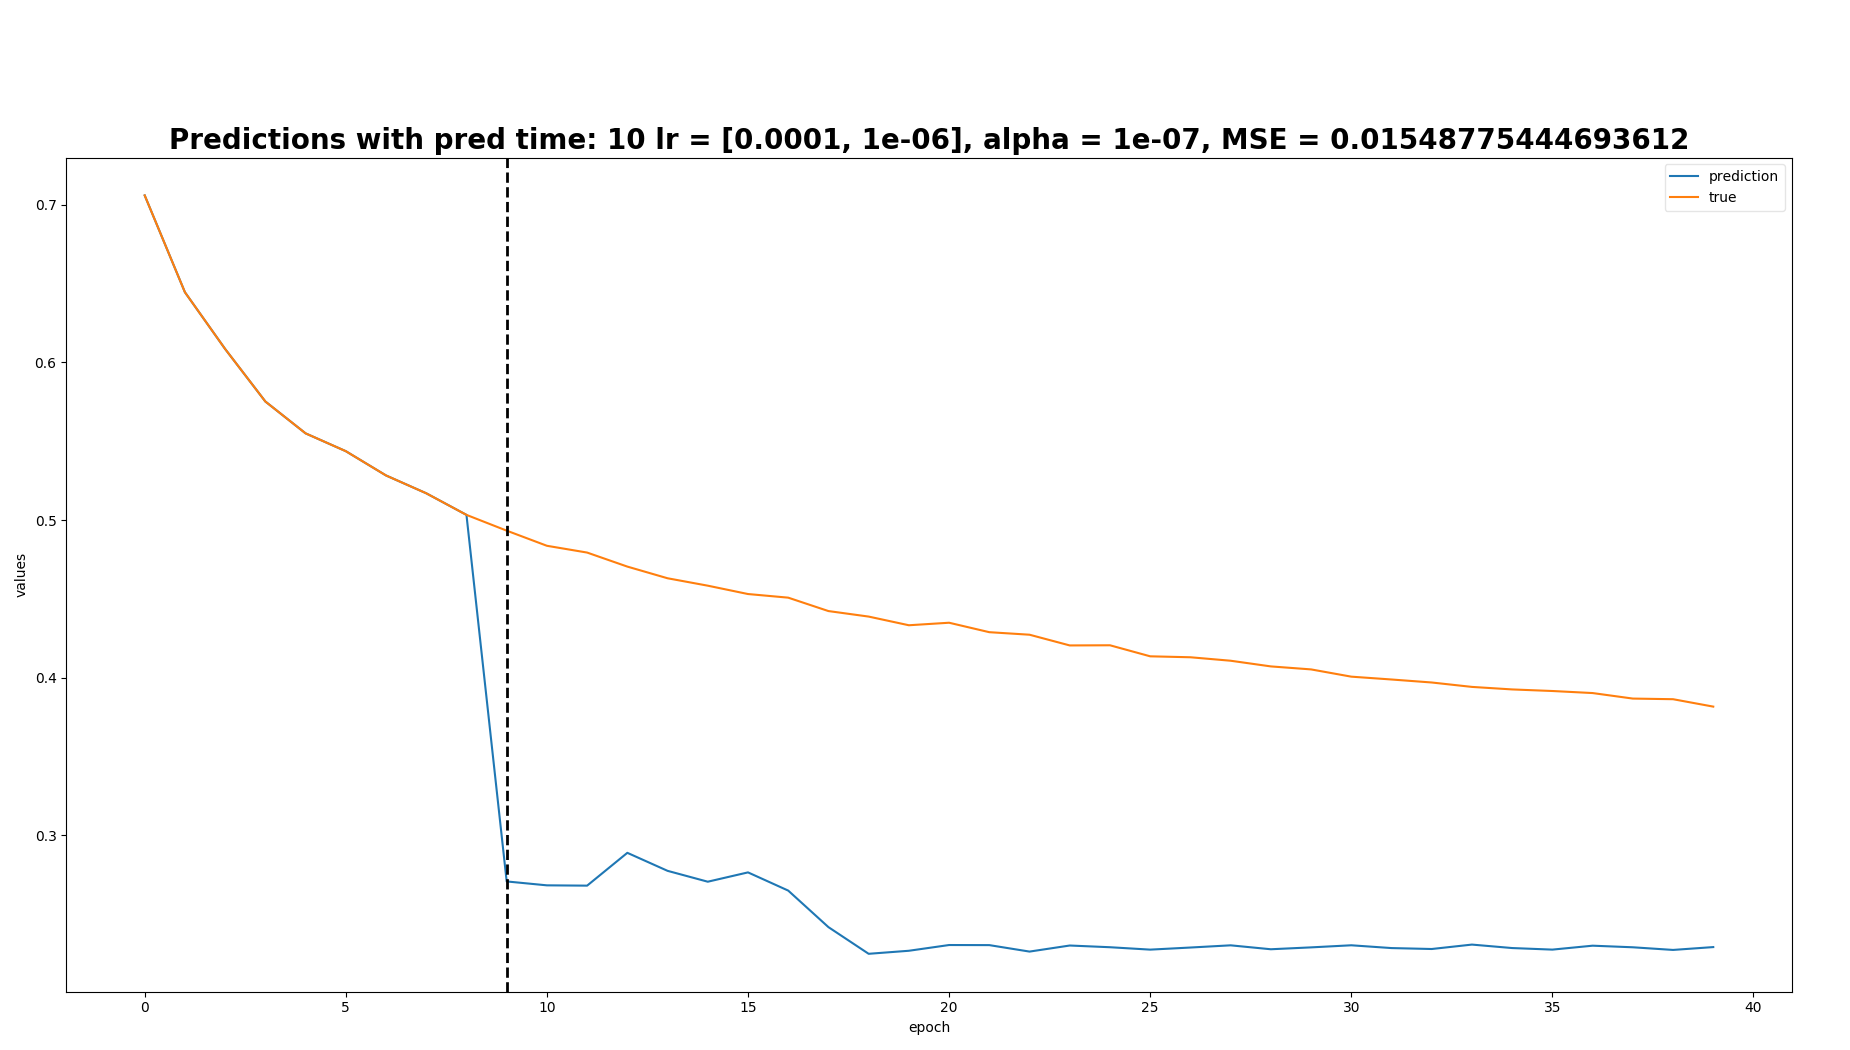 Predictions with pred time: 10 lr = [0.0001, 1e-06], alpha = 1e-07, MSE = 0.01548775444693612
prediction
true
0.7
0.6
0.5
0.4
0.3
values
0 5 10 15 20 25 30 35 40
epoch